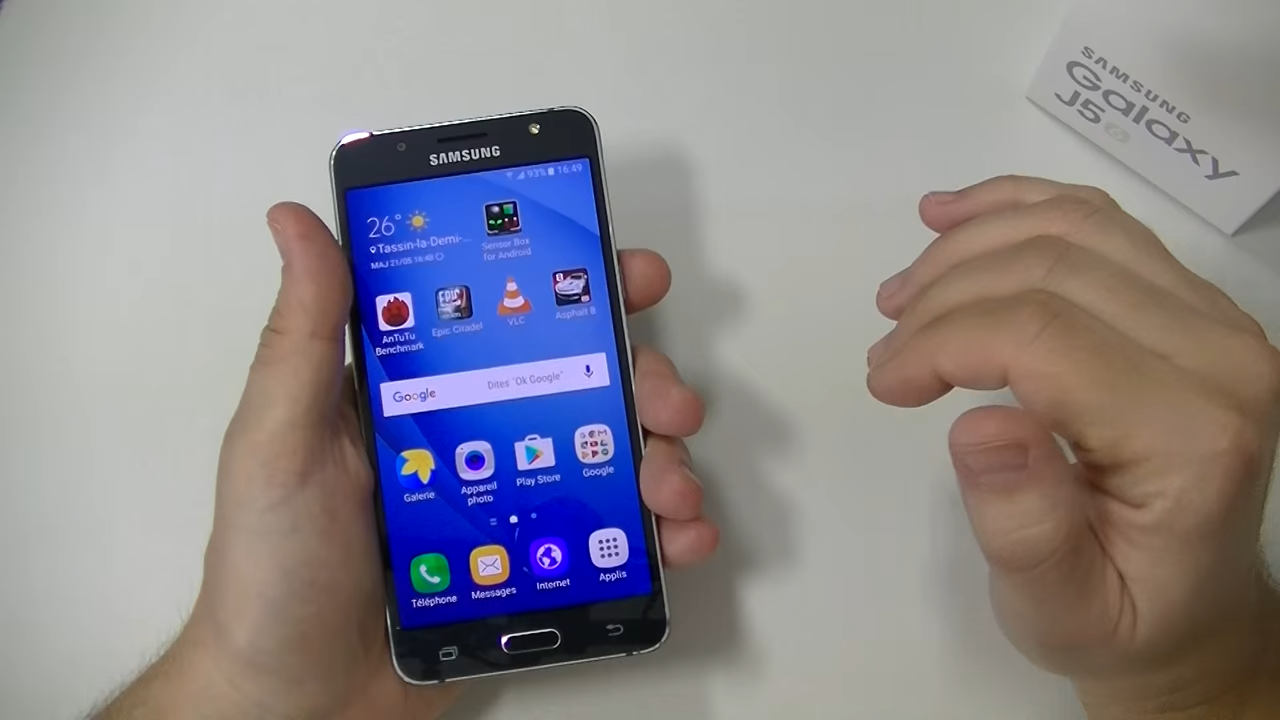 SAMSUNG
Galaxy
J5 6
SAMSUNG
93% 16:49
26°
Tassin-la-Demi-...
MAJ 21/05 16:48
Sensor Box
for Android
AnTuTu
Benchmark
Epic Citadel
VLC
Asphalt 8
Google Dites "Ok Google"
Galerie
Appareil
photo
Play Store
Google
Téléphone
Messages
Internet
Applis